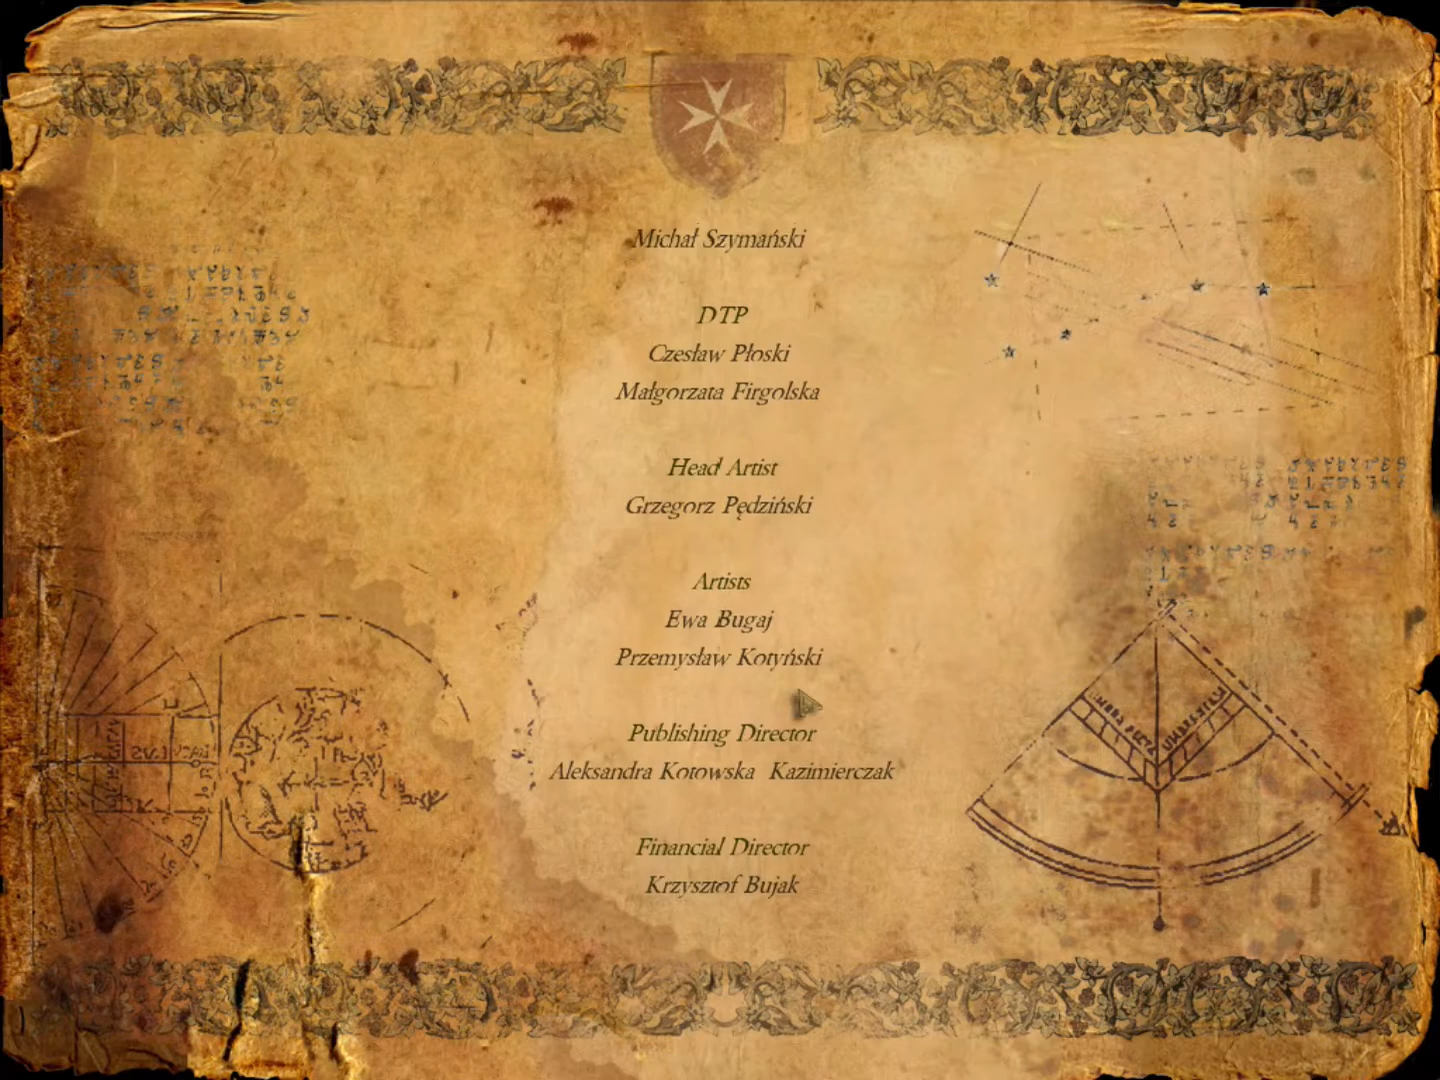 Michał Szymański
DTP
Czesław Płoski
Małgorzata Firgolska
Head Artist
Grzegorz Pędziński
Artists
Ewa Bugaj
Przemysław Kotyński
Publishing Director
Aleksandra Kotowska Kazimierczak
Financial Director
Krzysztof Bujak